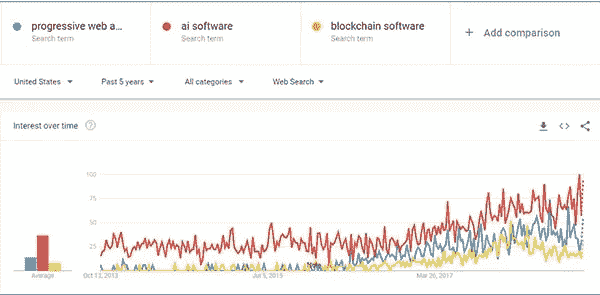 progressive web a...
Search term
ai software
Search term
blockchain software
Search term
+ Add comparison
United States
Past 5 years
All categories
Web Search
Interest over time
?
100
75
50
25
Average
Oct 13, 2013
Jul 5, 2015
Mar 26, 2017